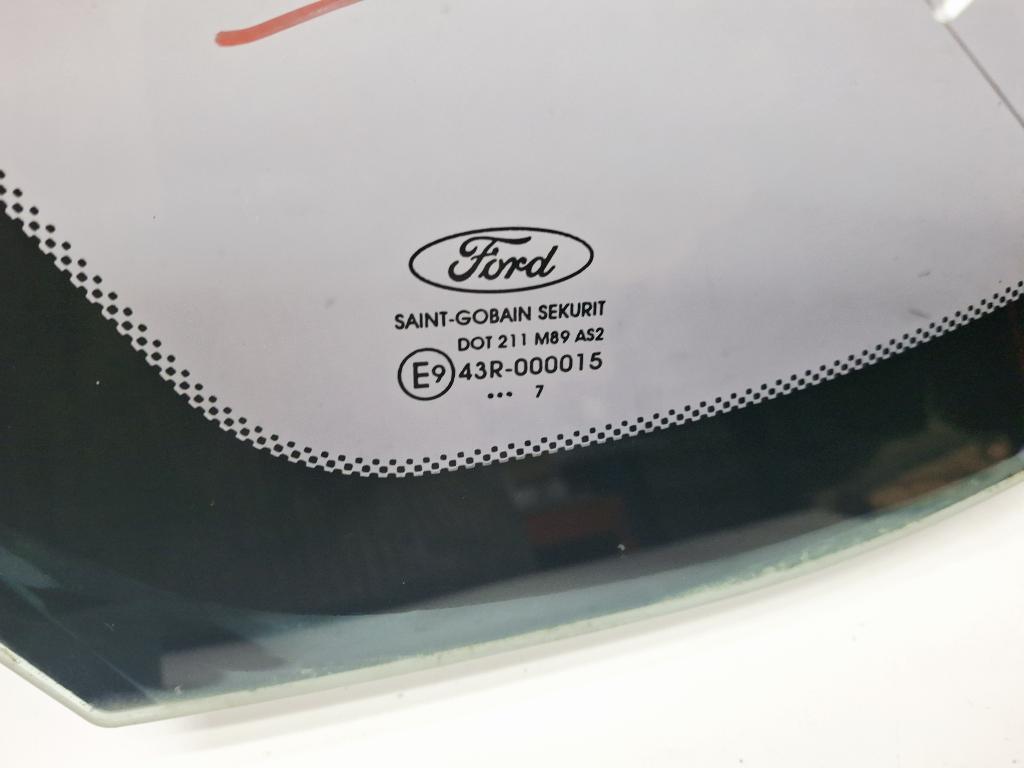 Ford
SAINT-GOBAIN SEKURIT
DOT 211 M89 AS2
E9 43R-000015
... 7